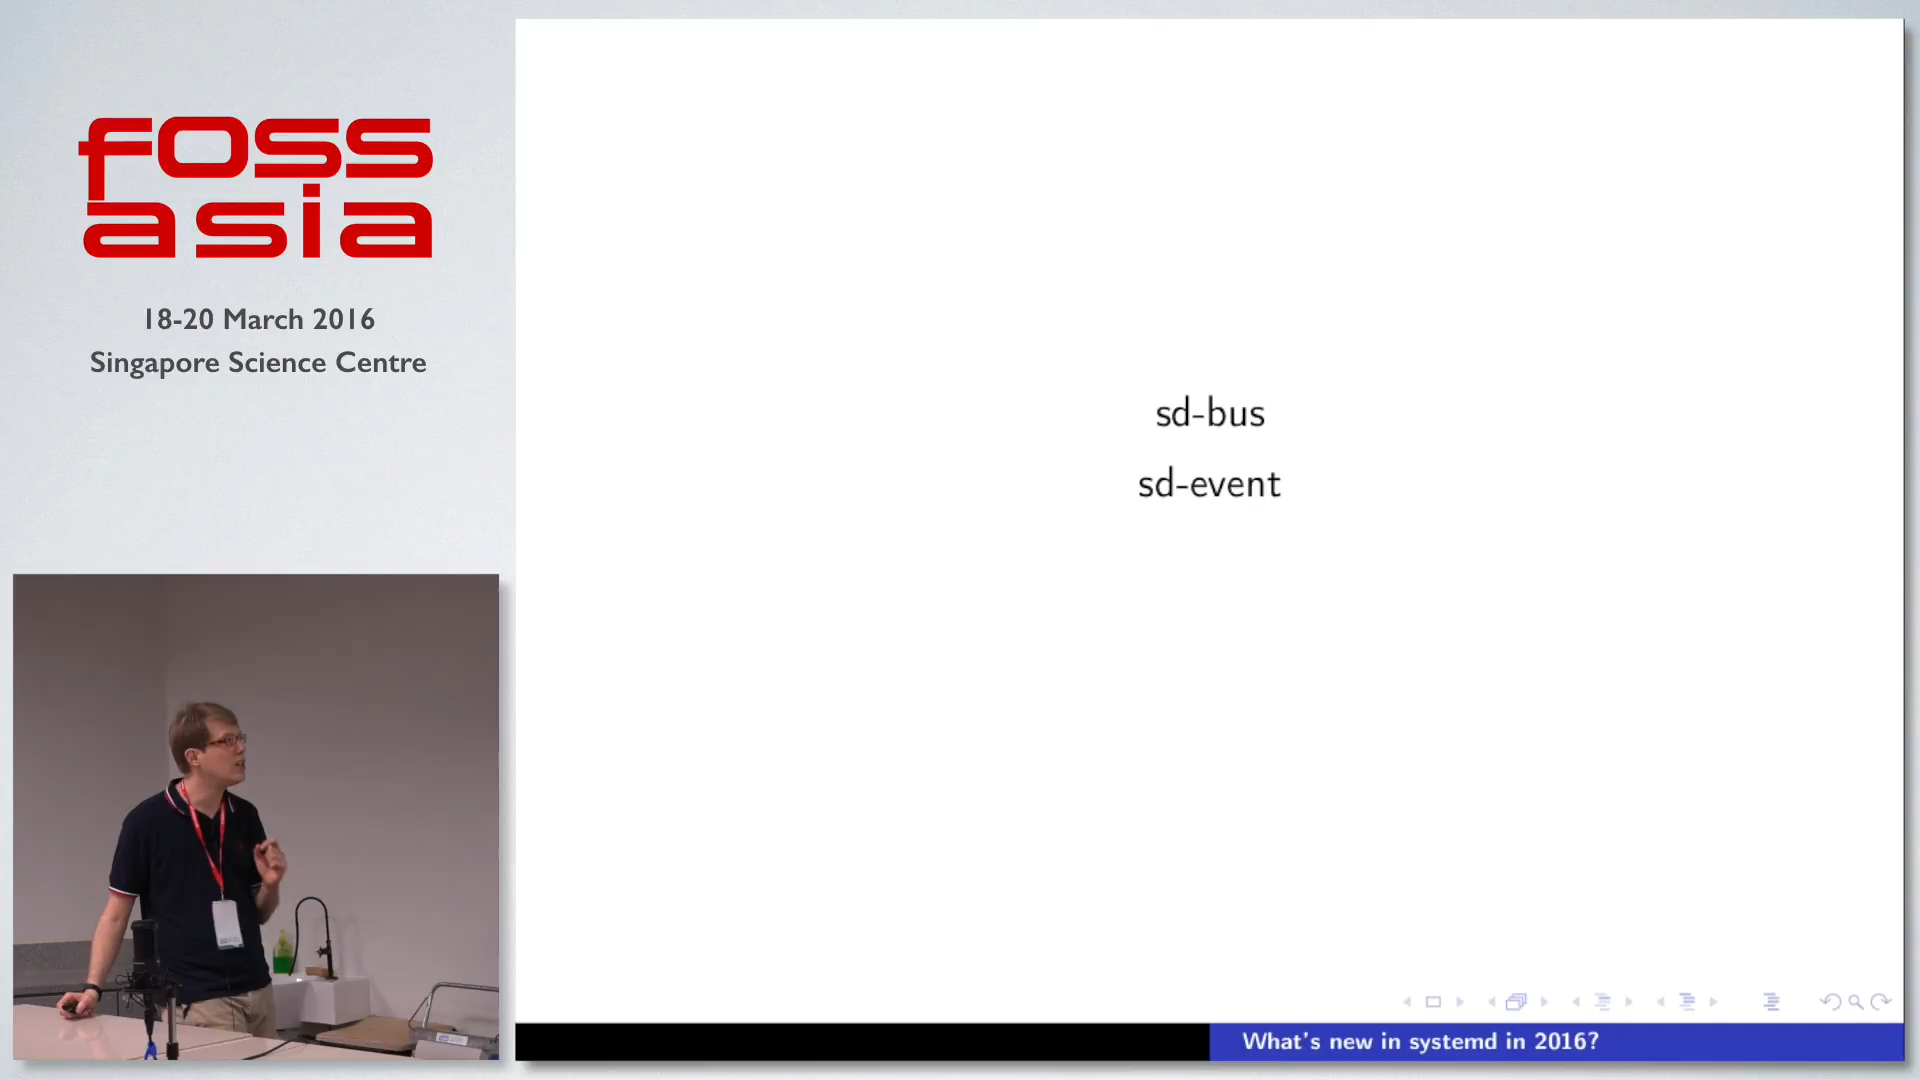 foss
asia
18-20 March 2016
Singapore Science Centre
sd-bus
sd-event
What's new in systemd in 2016?